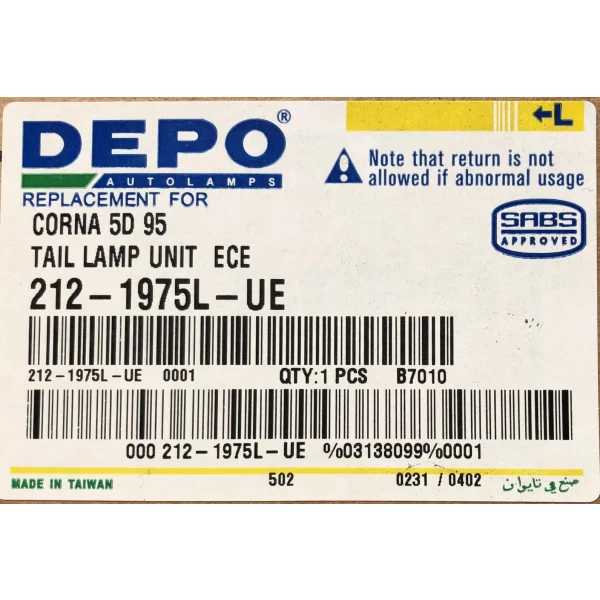 DEPO®
AUTOLAMPS
REPLACEMENT FOR
←L
Note that return is not
allowed if abnormal usage
SABS
APPROVED
CORNA 5D 95
TAIL LAMP UNIT ECE
212-1975L-UE
212-1975L-UE 0001 QTY:1 PCS B7010
000 212-1975L-UE %03138099%0001
MADE IN TAIWAN 502 0231 / 0402 صنع في تايوان